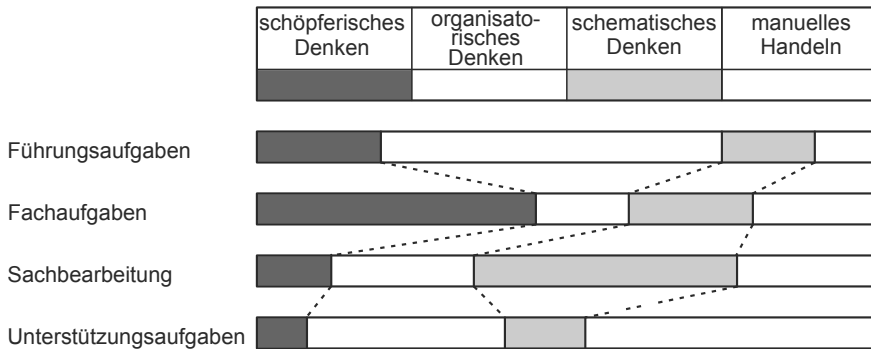 schöpferisches
Denken
organisato-
risches
Denken
schematisches
Denken
manuelles
Handeln
Führungsaufgaben
Fachaufgaben
Sachbearbeitung
Unterstützungsaufgaben